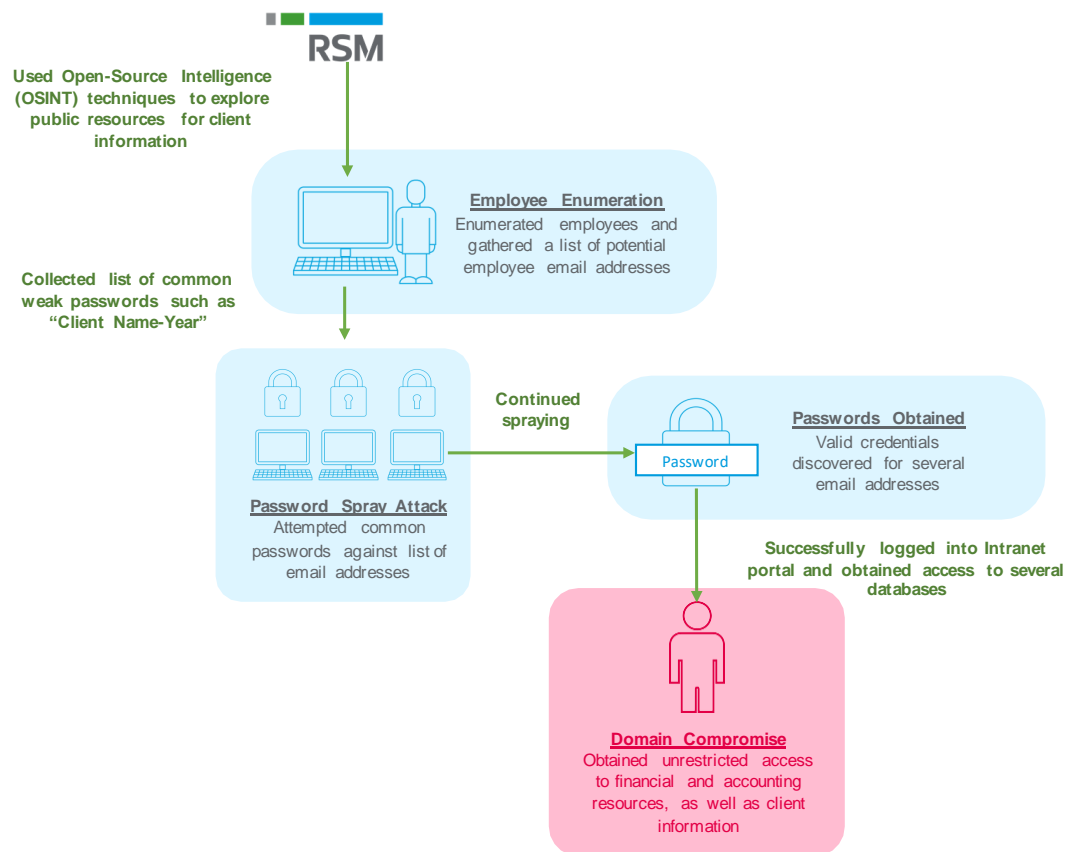 RSM
Used Open-Source Intelligence
(OSINT) techniques to explore
public resources for client
information
Employee Enumeration
Enumerated employees and
gathered a list of potential
employee email addresses
Collected list of common
weak passwords such as
“Client Name-Year”
Password Spray Attack
Attempted common
passwords against list of
email addresses
Continued
spraying
Password
Passwords Obtained
Valid credentials
discovered for several
email addresses
Successfully logged into Intranet
portal and obtained access to several
databases
Domain Compromise
Obtained unrestricted access
to financial and accounting
resources, as well as client
information